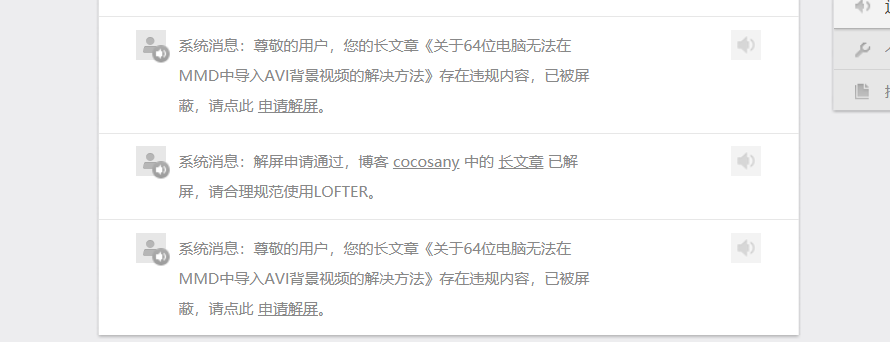 系统消息：尊敬的用户，您的长文章《关于64位电脑无法在
MMD中导入AVI背景视频的解决方法》存在违规内容，已被屏
蔽，请点此 申请解屏。
系统消息：解屏申请通过，博客 cocosany 中的 长文章 已解
屏，请合理规范使用LOFTER。
系统消息：尊敬的用户，您的长文章《关于64位电脑无法在
MMD中导入AVI背景视频的解决方法》存在违规内容，已被屏
蔽，请点此 申请解屏。